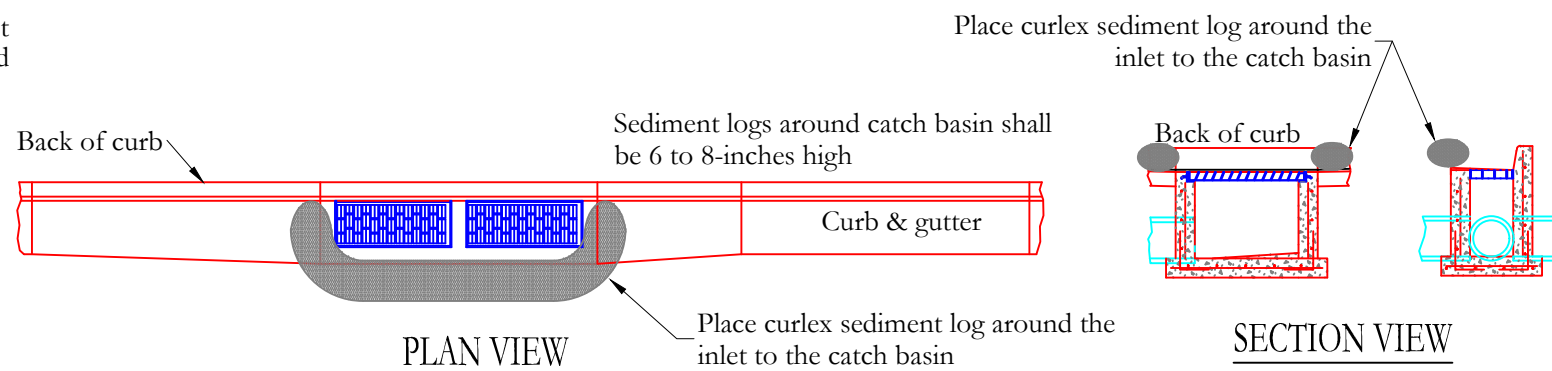 Place curlex sediment log around the
inlet to the catch basin
Back of curb
Sediment logs around catch basin shall
be 6 to 8-inches high
Back of curb
Curb & gutter
Place curlex sediment log around the
inlet to the catch basin
PLAN VIEW
SECTION VIEW